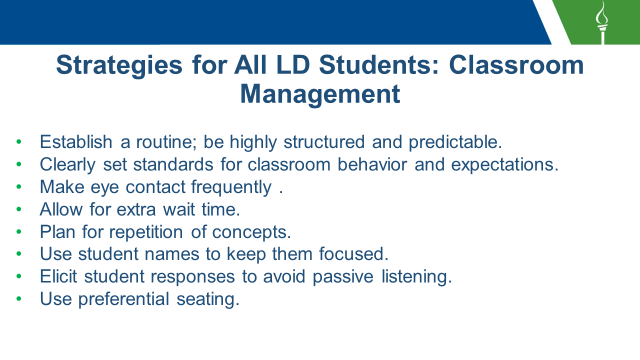 Strategies for All LD Students: Classroom
Management
• Establish a routine; be highly structured and predictable.
• Clearly set standards for classroom behavior and expectations.
• Make eye contact frequently .
• Allow for extra wait time.
• Plan for repetition of concepts.
• Use student names to keep them focused.
• Elicit student responses to avoid passive listening.
• Use preferential seating.